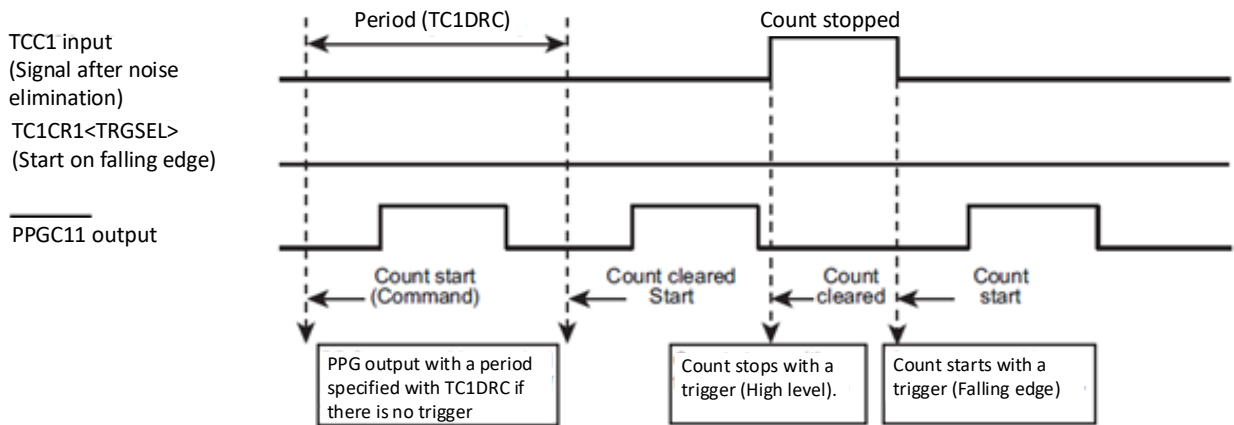 Period (TC1DRC)
Count stopped
TCC1 input
(Signal after noise
elimination)
TC1CR1<TRGSEL>
(Start on falling edge)
PPGC11 output
Count start
(Command)
Count cleared
Start
Count
cleared
Count
start
PPG output with a period
specified with TC1DRC if
there is no trigger
Count stops with a
trigger (High level).
Count starts with a
trigger (Falling edge)